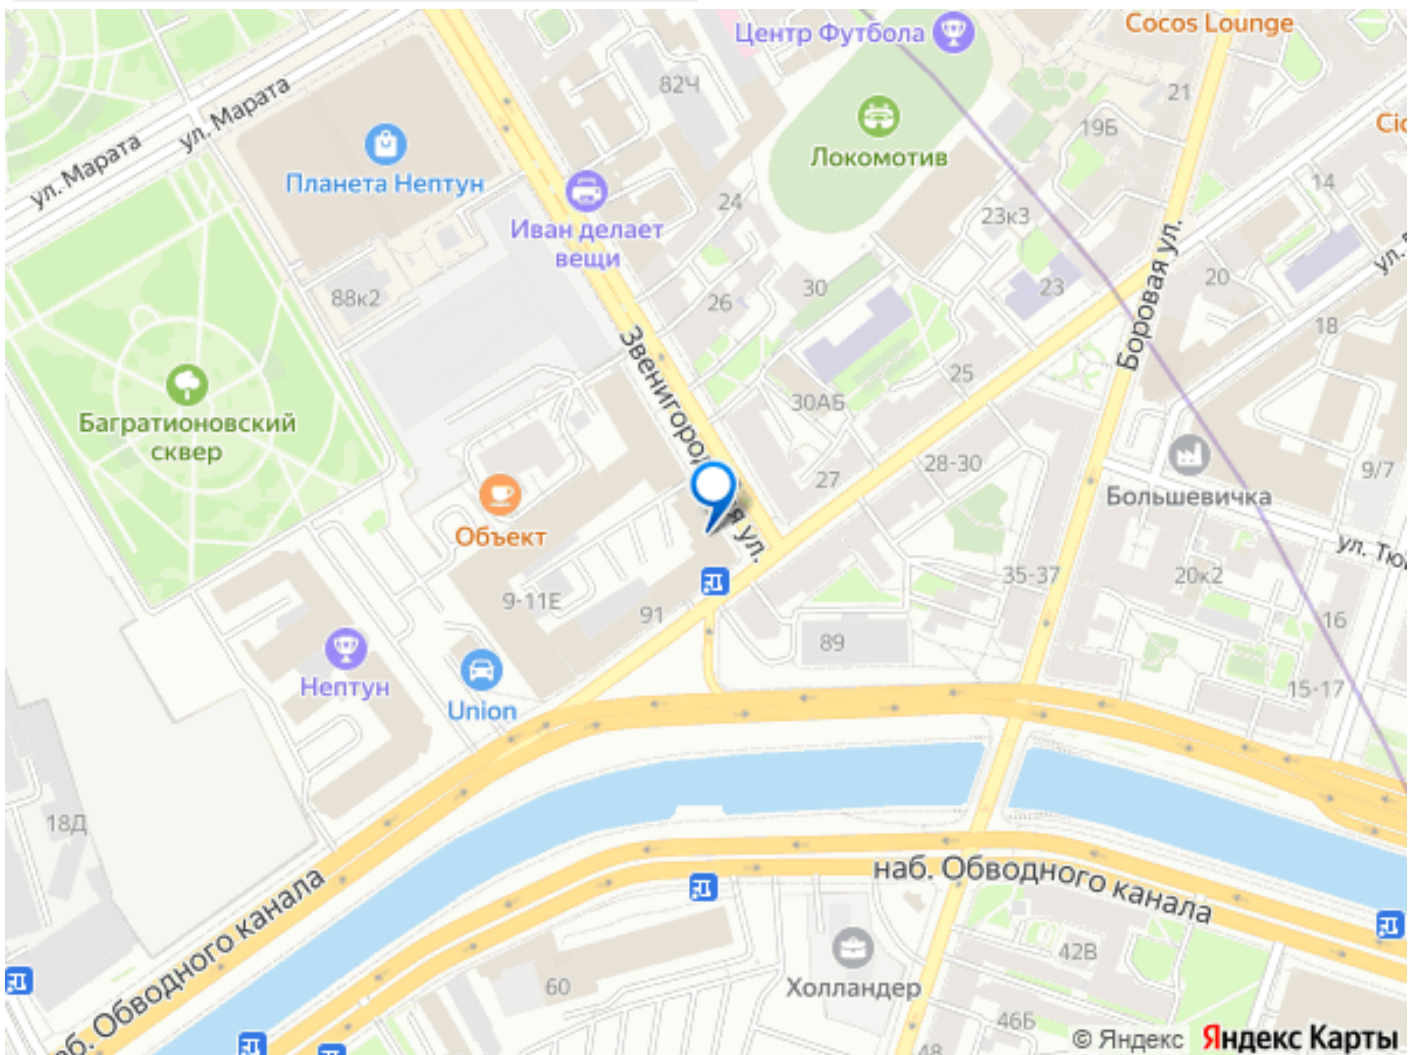 Центр Футбола
Cocos Lounge
82Ч
21
19Б
ул. Марата
ул. Марата
Планета Нептун
Локомотив
14
24
Иван делает
вещи
23к3
Боровая ул.
88к2
26
30
23
20
18
Звенигородская ул.
25
30АБ
Багратионовский
сквер
28-30
27
9/7
Большевичка
Объект
35-37
20к2
9-11Е
91
89
16
Нептун
Union
15-17
18Д
наб. Обводного канала
наб. Обводного канала
42В
Холландер
60
46Б
48
© Яндекс Яндекс Карты